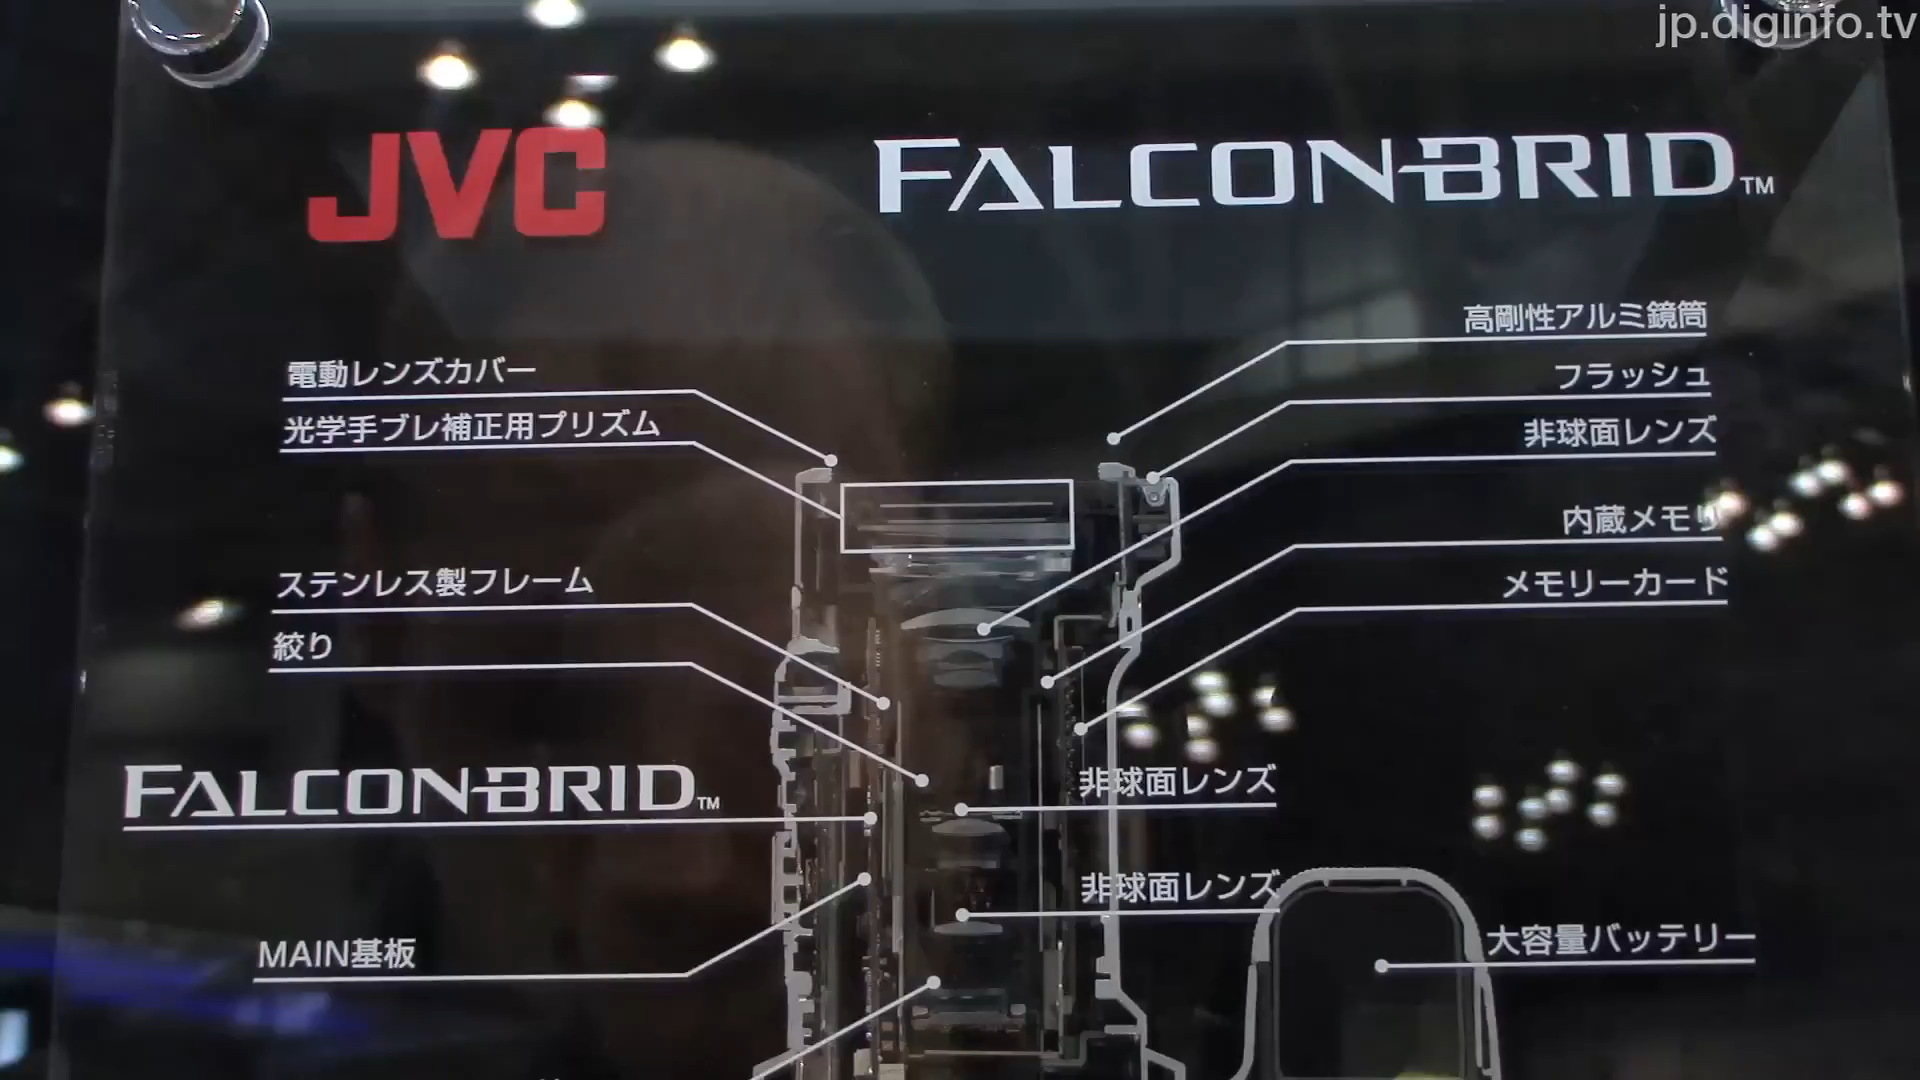 jp.diginfo.tv
JVC
FALCONBRID™
電動レンズカバー
光学手ブレ補正用プリズム
ステンレス製フレーム
絞り
FALCONBRID™
MAIN基板
高剛性アルミ鏡筒
フラッシュ
非球面レンズ
内蔵メモリ
メモリーカード
非球面レンズ
非球面レンズ
大容量バッテリー